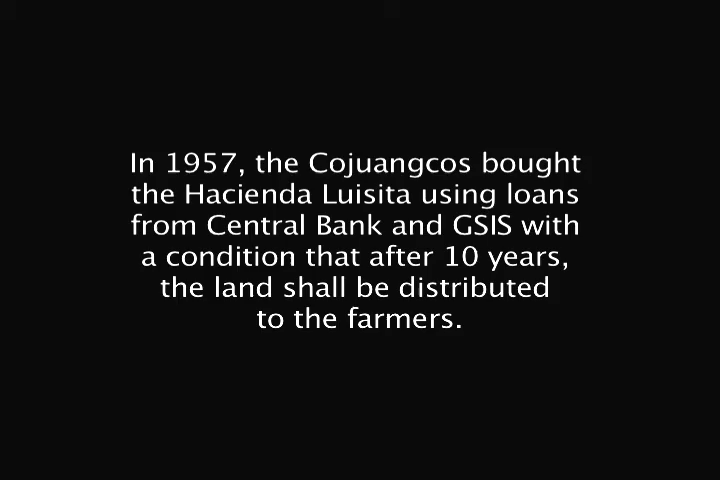 In 1957, the Cojuangcos bought
the Hacienda Luisita using loans
from Central Bank and GSIS with
a condition that after 10 years,
the land shall be distributed
to the farmers.